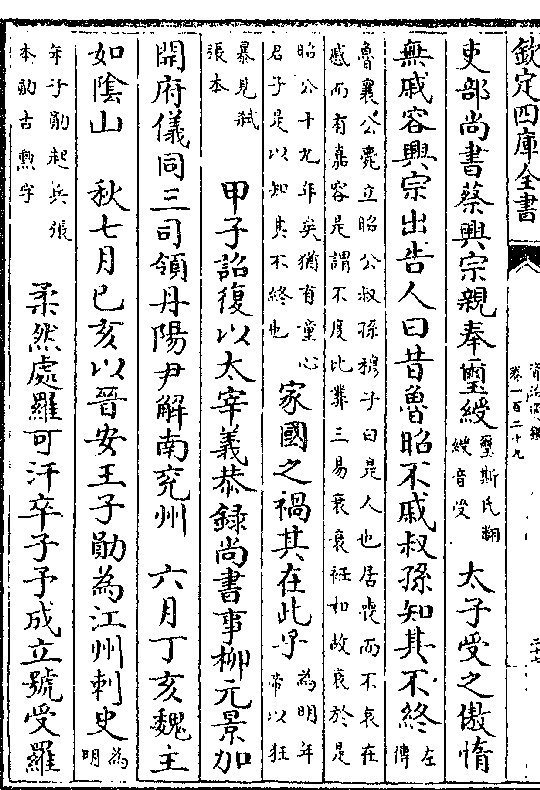 欽定四庫全書
資治通鑑
卷一百二十九
吏部尚書蔡興宗親奉璽綬璽斯氏翻
綬音受太子受之傲惰
無戚容興宗出告人曰昔魯昭不戚叔孫知其不終左
傳
魯襄公薨立昭公叔孫穆子曰是人也居喪而不哀在
慼而有嘉容是謂不度比葬三易衰衰衽如故衰於是
昭公十九年矣猶有童心
君子是以知其不終也家國之禍其在此乎為明年
帝以狂
暴見弑
張本甲子詔復以太宰義恭錄尚書事柳元景加
開府儀同三司領丹陽尹解南兗州 六月丁亥魏主
如陰山 秋七月己亥以晉安王子勛為江州刺史為
明
年子勛起兵張
本勛古勲字柔然處羅可汗卒子予成立號受羅